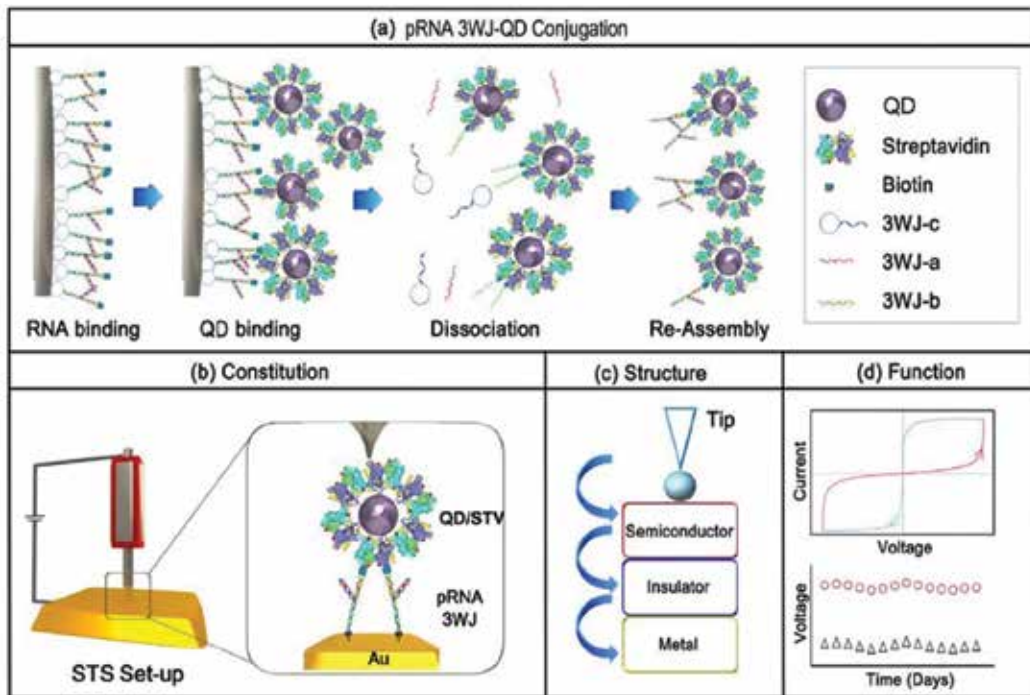 (a) pRNA 3WJ-QD Conjugation
RNA binding
QD binding
Dissociation
Re-Assembly
QD
Streptavidin
Biotin
3WJ-c
3WJ-a
3WJ-b
(b) Constitution
STS Set-up
QD/STV
pRNA
3WJ
Au
(c) Structure
Tip
Semiconductor
Insulator
Metal
(d) Function
Current
Voltage
Voltage
Time (Days)